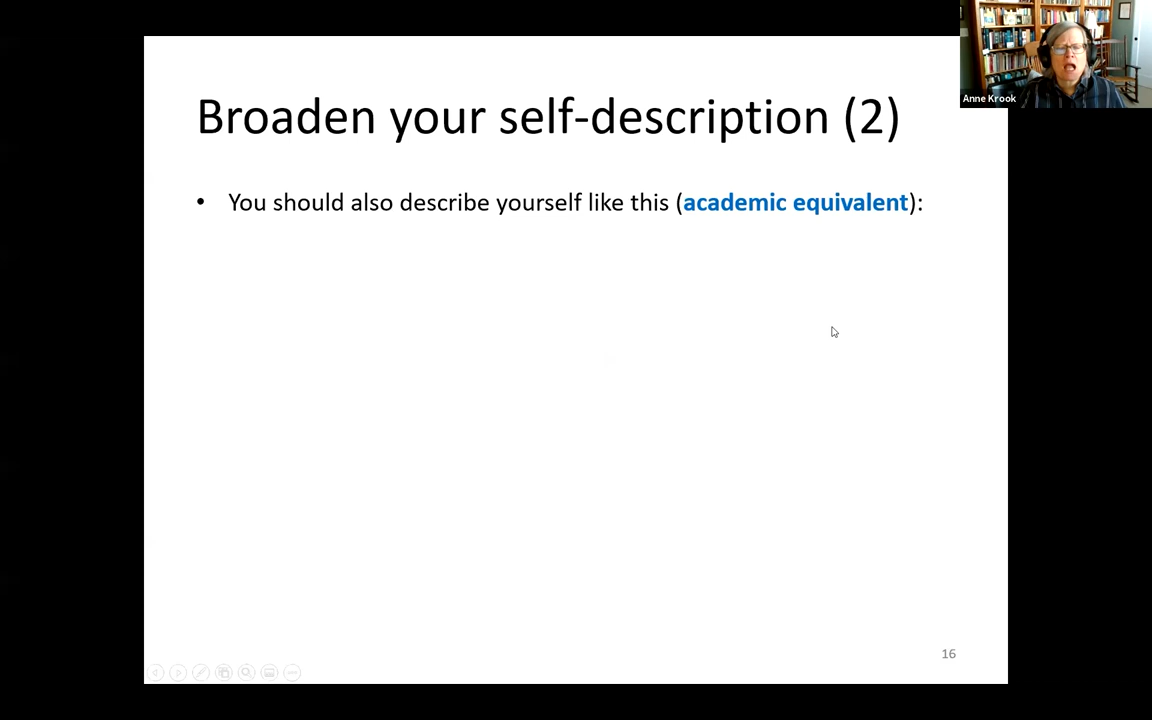 Anne Krook
Broaden your self-description (2)
• You should also describe yourself like this (academic equivalent):
16